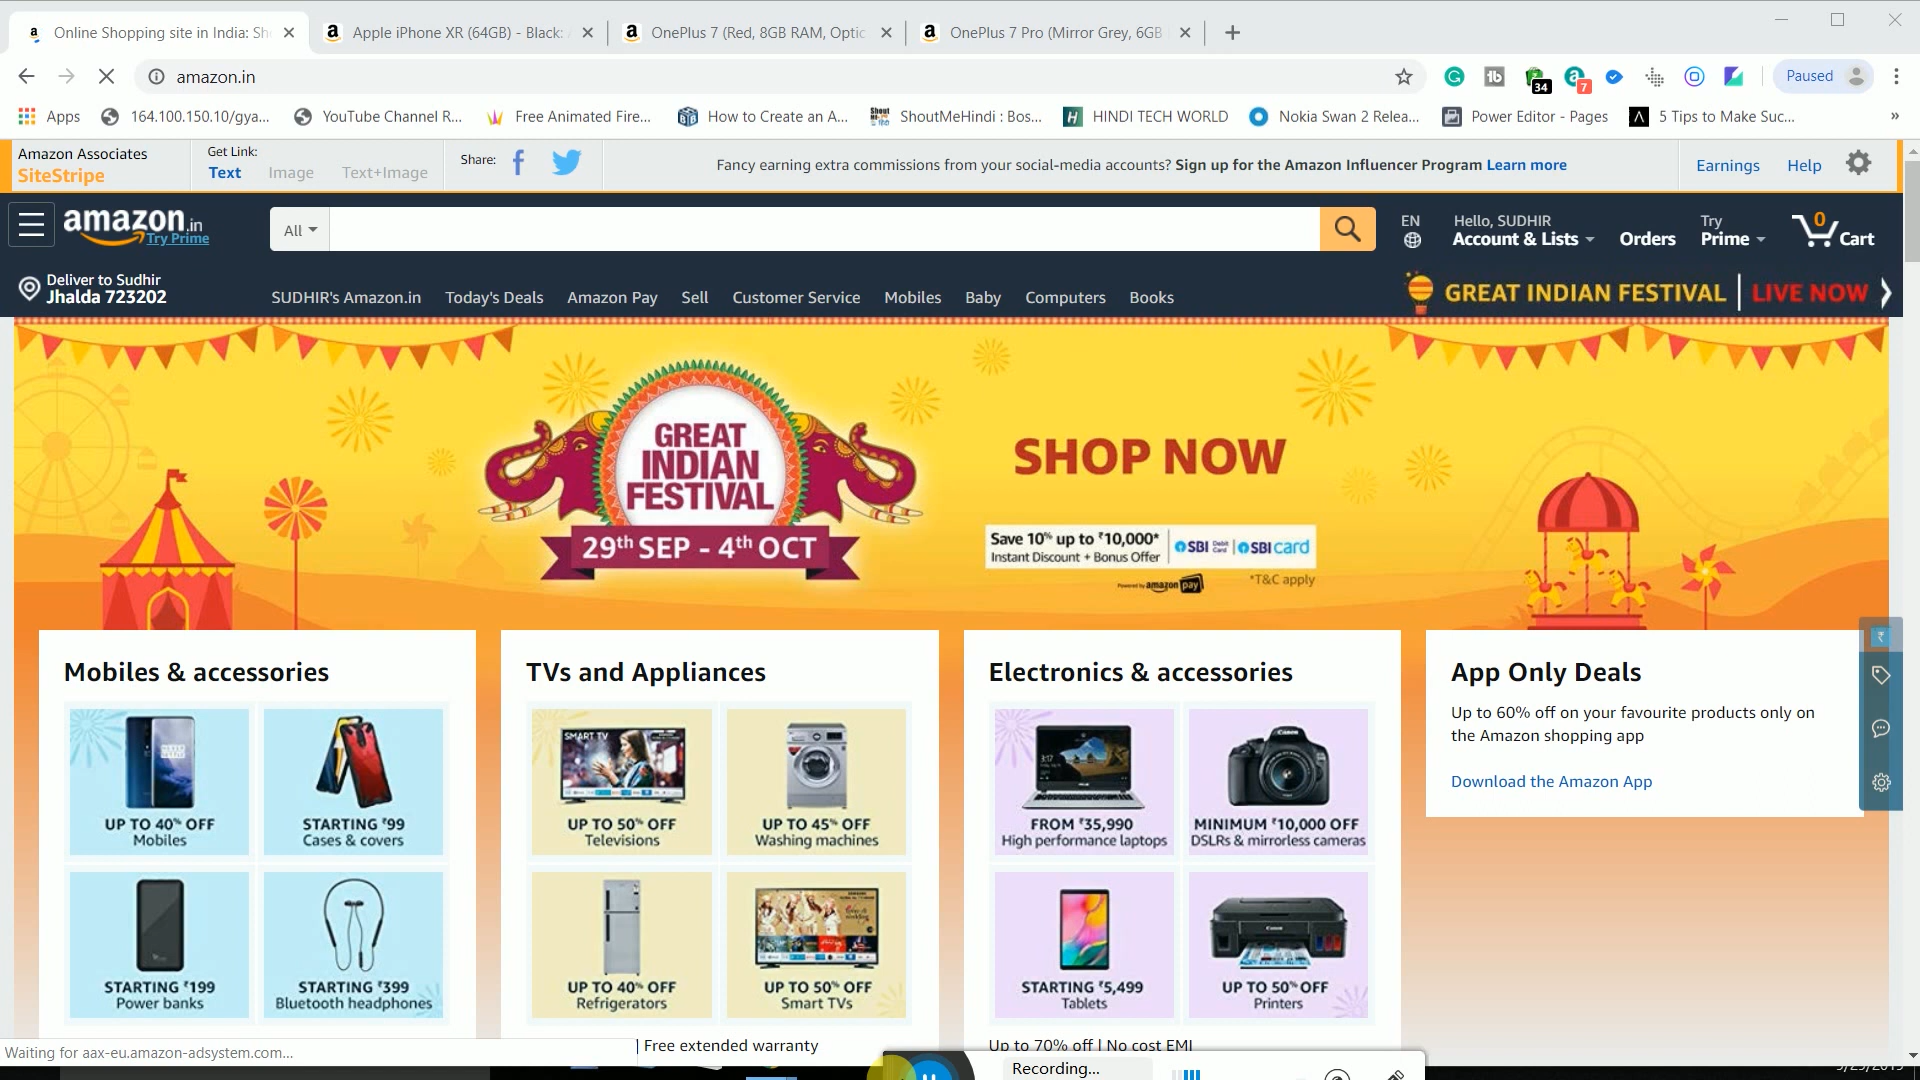 Online Shopping site in India: Sh
Apple iPhone XR (64GB) - Black:
OnePlus 7 (Red, 8GB RAM, Optic
OnePlus 7 Pro (Mirror Grey, 6GB
amazon.in
34
7
Paused
Apps
164.100.150.10/gya...
YouTube Channel R...
Free Animated Fire...
How to Create an A...
ShoutMeHindi : Bos...
HINDI TECH WORLD
Nokia Swan 2 Relea...
Power Editor - Pages
5 Tips to Make Suc...
»
Amazon Associates
SiteStripe
Get Link:
Text Image Text+Image
Share:
Fancy earning extra commissions from your social-media accounts? Sign up for the Amazon Influencer Program Learn more
Earnings
Help
amazon.in
Try Prime
All
EN
Hello, SUDHIR
Account & Lists
Orders
Try
Prime
0
Cart
Deliver to Sudhir
Jhalda 723202
SUDHIR's Amazon.in Today's Deals Amazon Pay Sell Customer Service Mobiles Baby Computers Books
GREAT INDIAN FESTIVAL LIVE NOW
GREAT
INDIAN
FESTIVAL
29th SEP - 4th OCT
SHOP NOW
Save 10% up to ₹10,000*
Instant Discount + Bonus Offer
SBI Debit Card
SBI card
Powered by amazon pay
*T&C apply
Mobiles & accessories
UP TO 40% OFF
Mobiles
STARTING ₹99
Cases & covers
STARTING ₹199
Power banks
STARTING ₹399
Bluetooth headphones
TVs and Appliances
SMART TV
UP TO 50% OFF
Televisions
UP TO 45% OFF
Washing machines
UP TO 40% OFF
Refrigerators
UP TO 50% OFF
Smart TVs
| Free extended warranty
Electronics & accessories
FROM ₹35,990
High performance laptops
Canon
MINIMUM ₹10,000 OFF
DSLRs & mirrorless cameras
STARTING ₹5,499
Tablets
Canon
UP TO 50% OFF
Printers
Up to 70% off | No cost EMI
App Only Deals
Up to 60% off on your favourite products only on
the Amazon shopping app
Download the Amazon App
₹
Waiting for aax-eu.amazon-adsystem.com...
Recording...